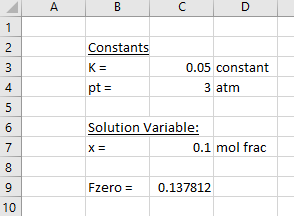 A B C D
1
2 Constants
3 K = 0.05 constant
4 pt = 3 atm
5
6 Solution Variable:
7 x = 0.1 mol frac
8
9 Fzero = 0.137812
10